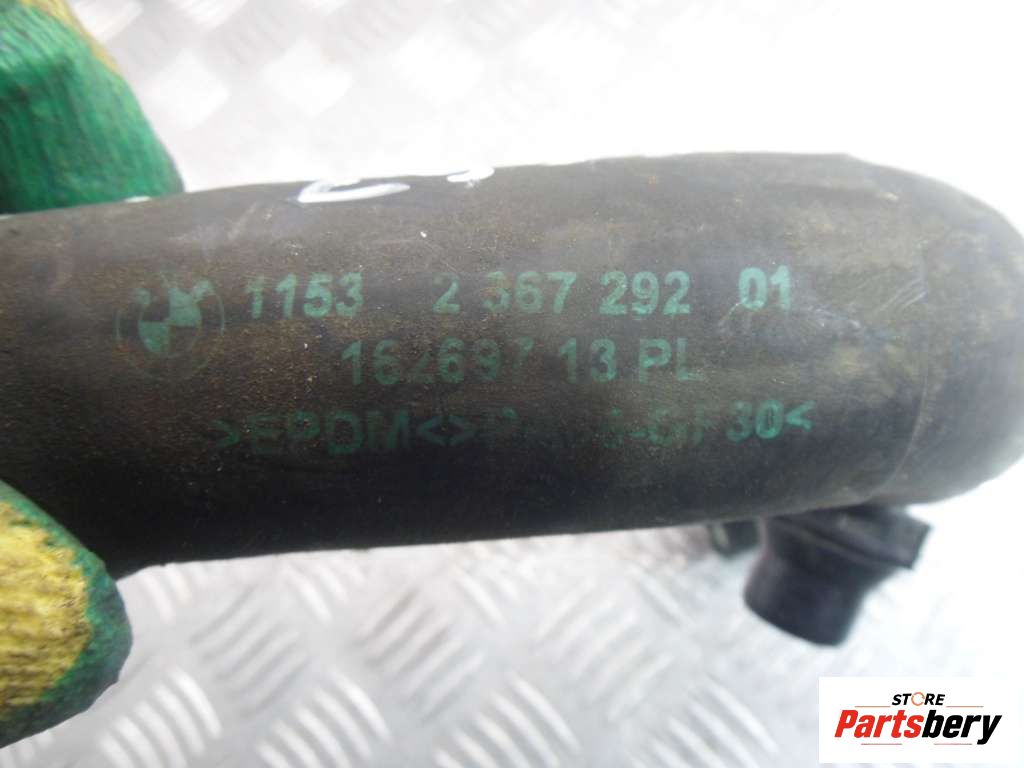 1153 2 367 292 01
13 PL
>EPDM<> 30<
STORE
Partsbery